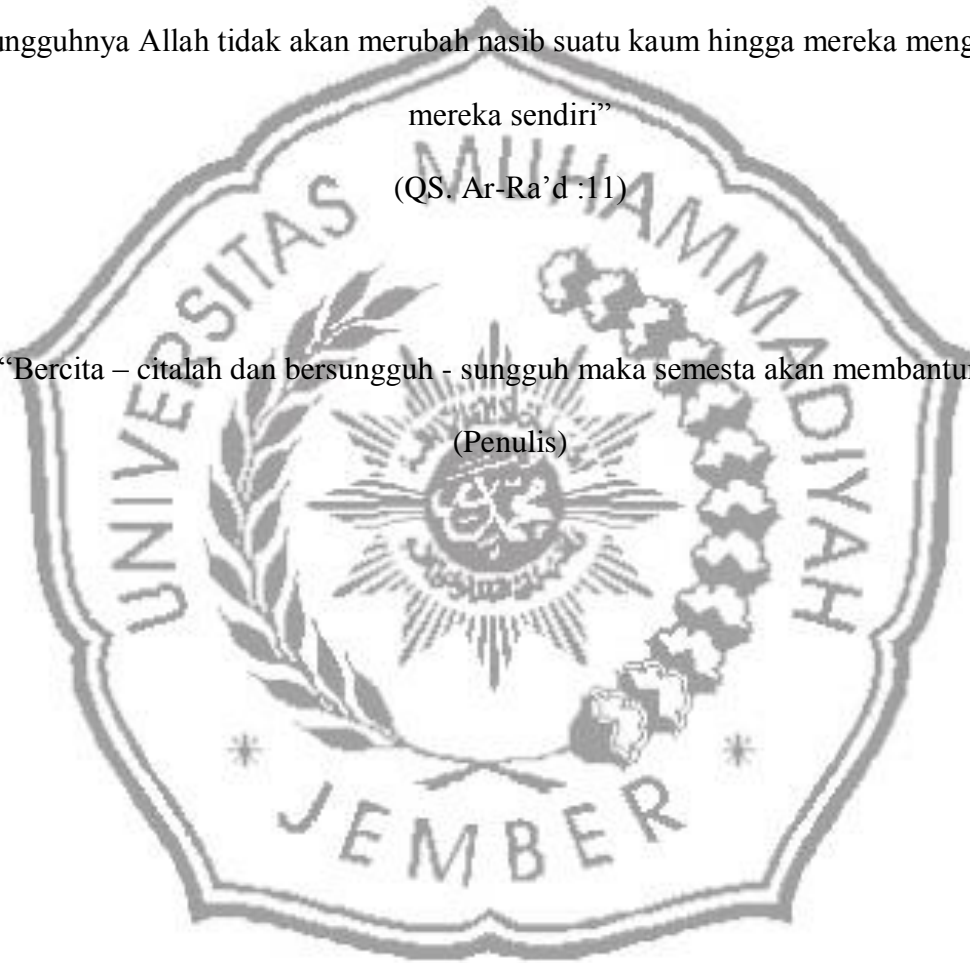 ungguhnya Allah tidak akan merubah nasib suatu kaum hingga mereka meng
mereka sendiri”
(QS. Ar-Ra’d :11)
“Bercita – citalah dan bersungguh - sungguh maka semesta akan membantu
(Penulis)
UNIVERSITAS MUHAMMADIYAH
JEMBER